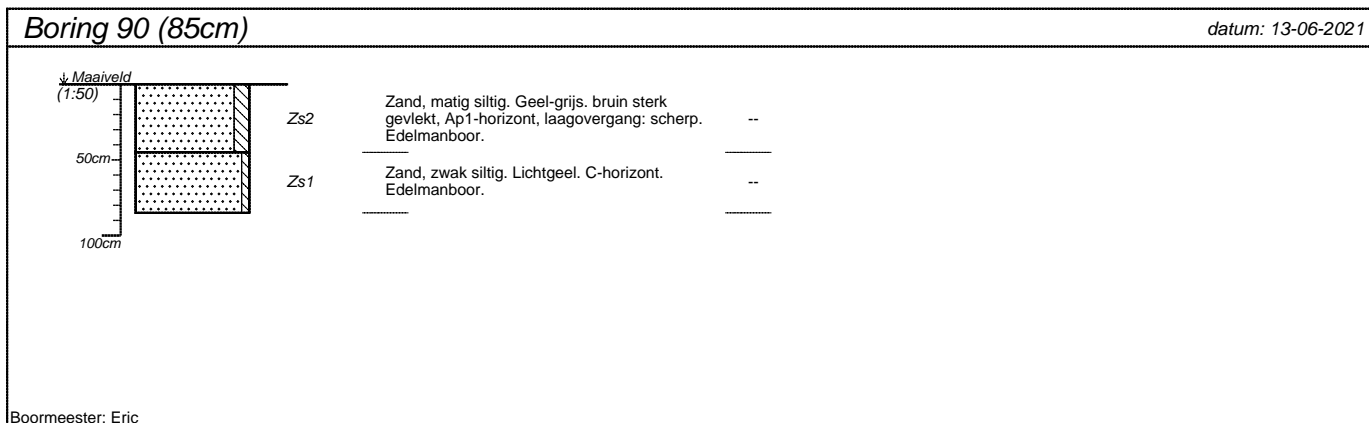 Boring 90 (85cm)
datum: 13-06-2021
Maaiveld
(1:50)
Zs2
Zand, matig siltig. Geel-grijs. bruin sterk
gevlekt, Ap1-horizont, laagovergang: scherp.
Edelmanboor.
--
50cm
Zs1
Zand, zwak siltig. Lichtgeel. C-horizont.
Edelmanboor.
--
100cm
Boormeester: Eric